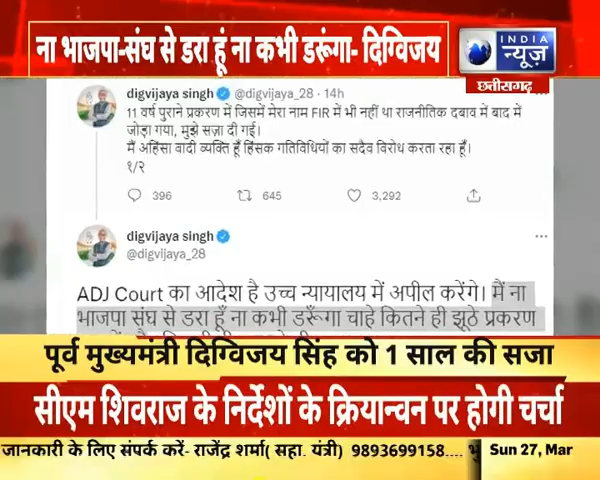 ना भाजपा-संघ से डरा हूं ना कभी डरूंगा- दिग्विजय
INDIA
न्यूज़
छत्तीसगढ़
digvijaya singh @digvijaya_28 · 14h
11 वर्ष पुराने प्रकरण में जिसमें मेरा नाम FIR में भी नहीं था राजनीतिक दबाव में बाद में
जोड़ा गया, मुझे सज़ा दी गई।
मैं अहिंसा वादी व्यक्ति हूँ हिंसक गतिविधियों का सदैव विरोध करता रहा हूँ।
१/२
396 645 3,292
digvijaya singh
@digvijaya_28
ADJ Court का आदेश है उच्च न्यायालय में अपील करेंगे। मैं ना
भाजपा संघ से डरा हूँ ना कभी डरूँगा चाहे कितने ही झूठे प्रकरण
पूर्व मुख्यमंत्री दिग्विजय सिंह को 1 साल की सजा
सीएम शिवराज के निर्देशों के क्रियान्वन पर होगी चर्चा
जानकारी के लिए संपर्क करें- राजेंद्र शर्मा( सहा. यंत्री) 9893699158....
Sun 27, Mar